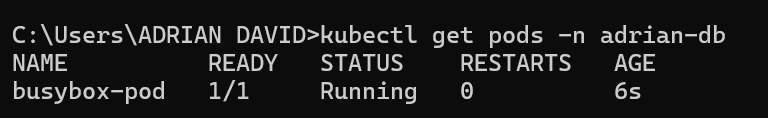 C:\Users\ADRIAN DAVID>kubectl get pods -n adrian-db
NAME READY STATUS RESTARTS AGE
busybox-pod 1/1 Running 0 6s